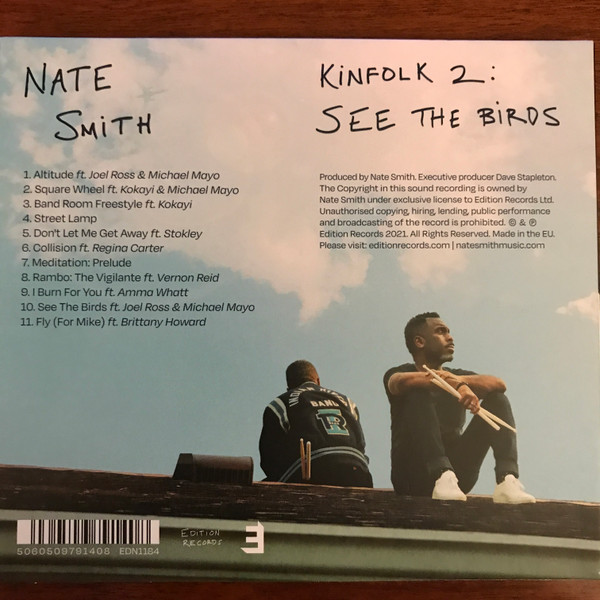 NATE
SMITH
KINFOLK 2:
SEE THE BIRDS
1. Altitude ft. Joel Ross & Michael Mayo
2. Square Wheel ft. Kokayi & Michael Mayo
3. Band Room Freestyle ft. Kokayi
4. Street Lamp
5. Don't Let Me Get Away ft. Stokley
6. Collision ft. Regina Carter
7. Meditation: Prelude
8. Rambo: The Vigilante ft. Vernon Reid
9. I Burn For You ft. Amma Whatt
10. See The Birds ft. Joel Ross & Michael Mayo
11. Fly (For Mike) ft. Brittany Howard
Produced by Nate Smith. Executive producer Dave Stapleton.
The Copyright in this sound recording is owned by
Nate Smith under exclusive license to Edition Records Ltd.
Unauthorised copying, hiring, lending, public performance
and broadcasting of the record is prohibited. © & ℗
Edition Records 2021. All Rights Reserved. Made in the EU.
Please visit: editionrecords.com | natesmithmusic.com
BAND
5060509791408 EDN1184
EDITION
RECORDS